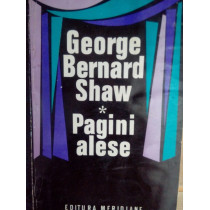 George
Bernard
Shaw
*
Pagini
alese
EDITURA MERIDIANE